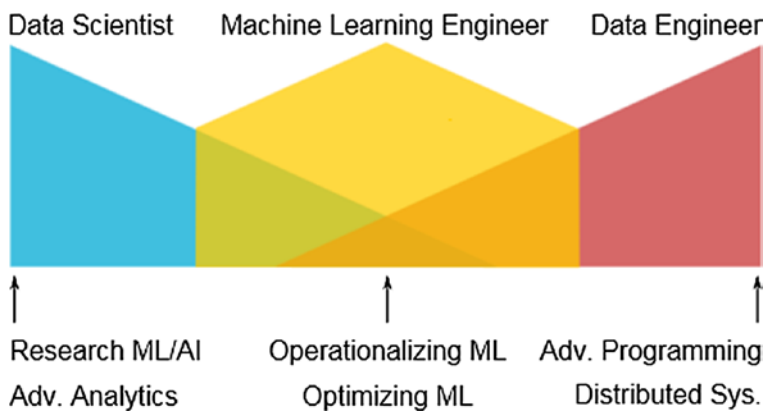 Data Scientist Machine Learning Engineer Data Engineer
Research ML/AI Operationalizing ML Adv. Programming
Adv. Analytics Optimizing ML Distributed Sys.